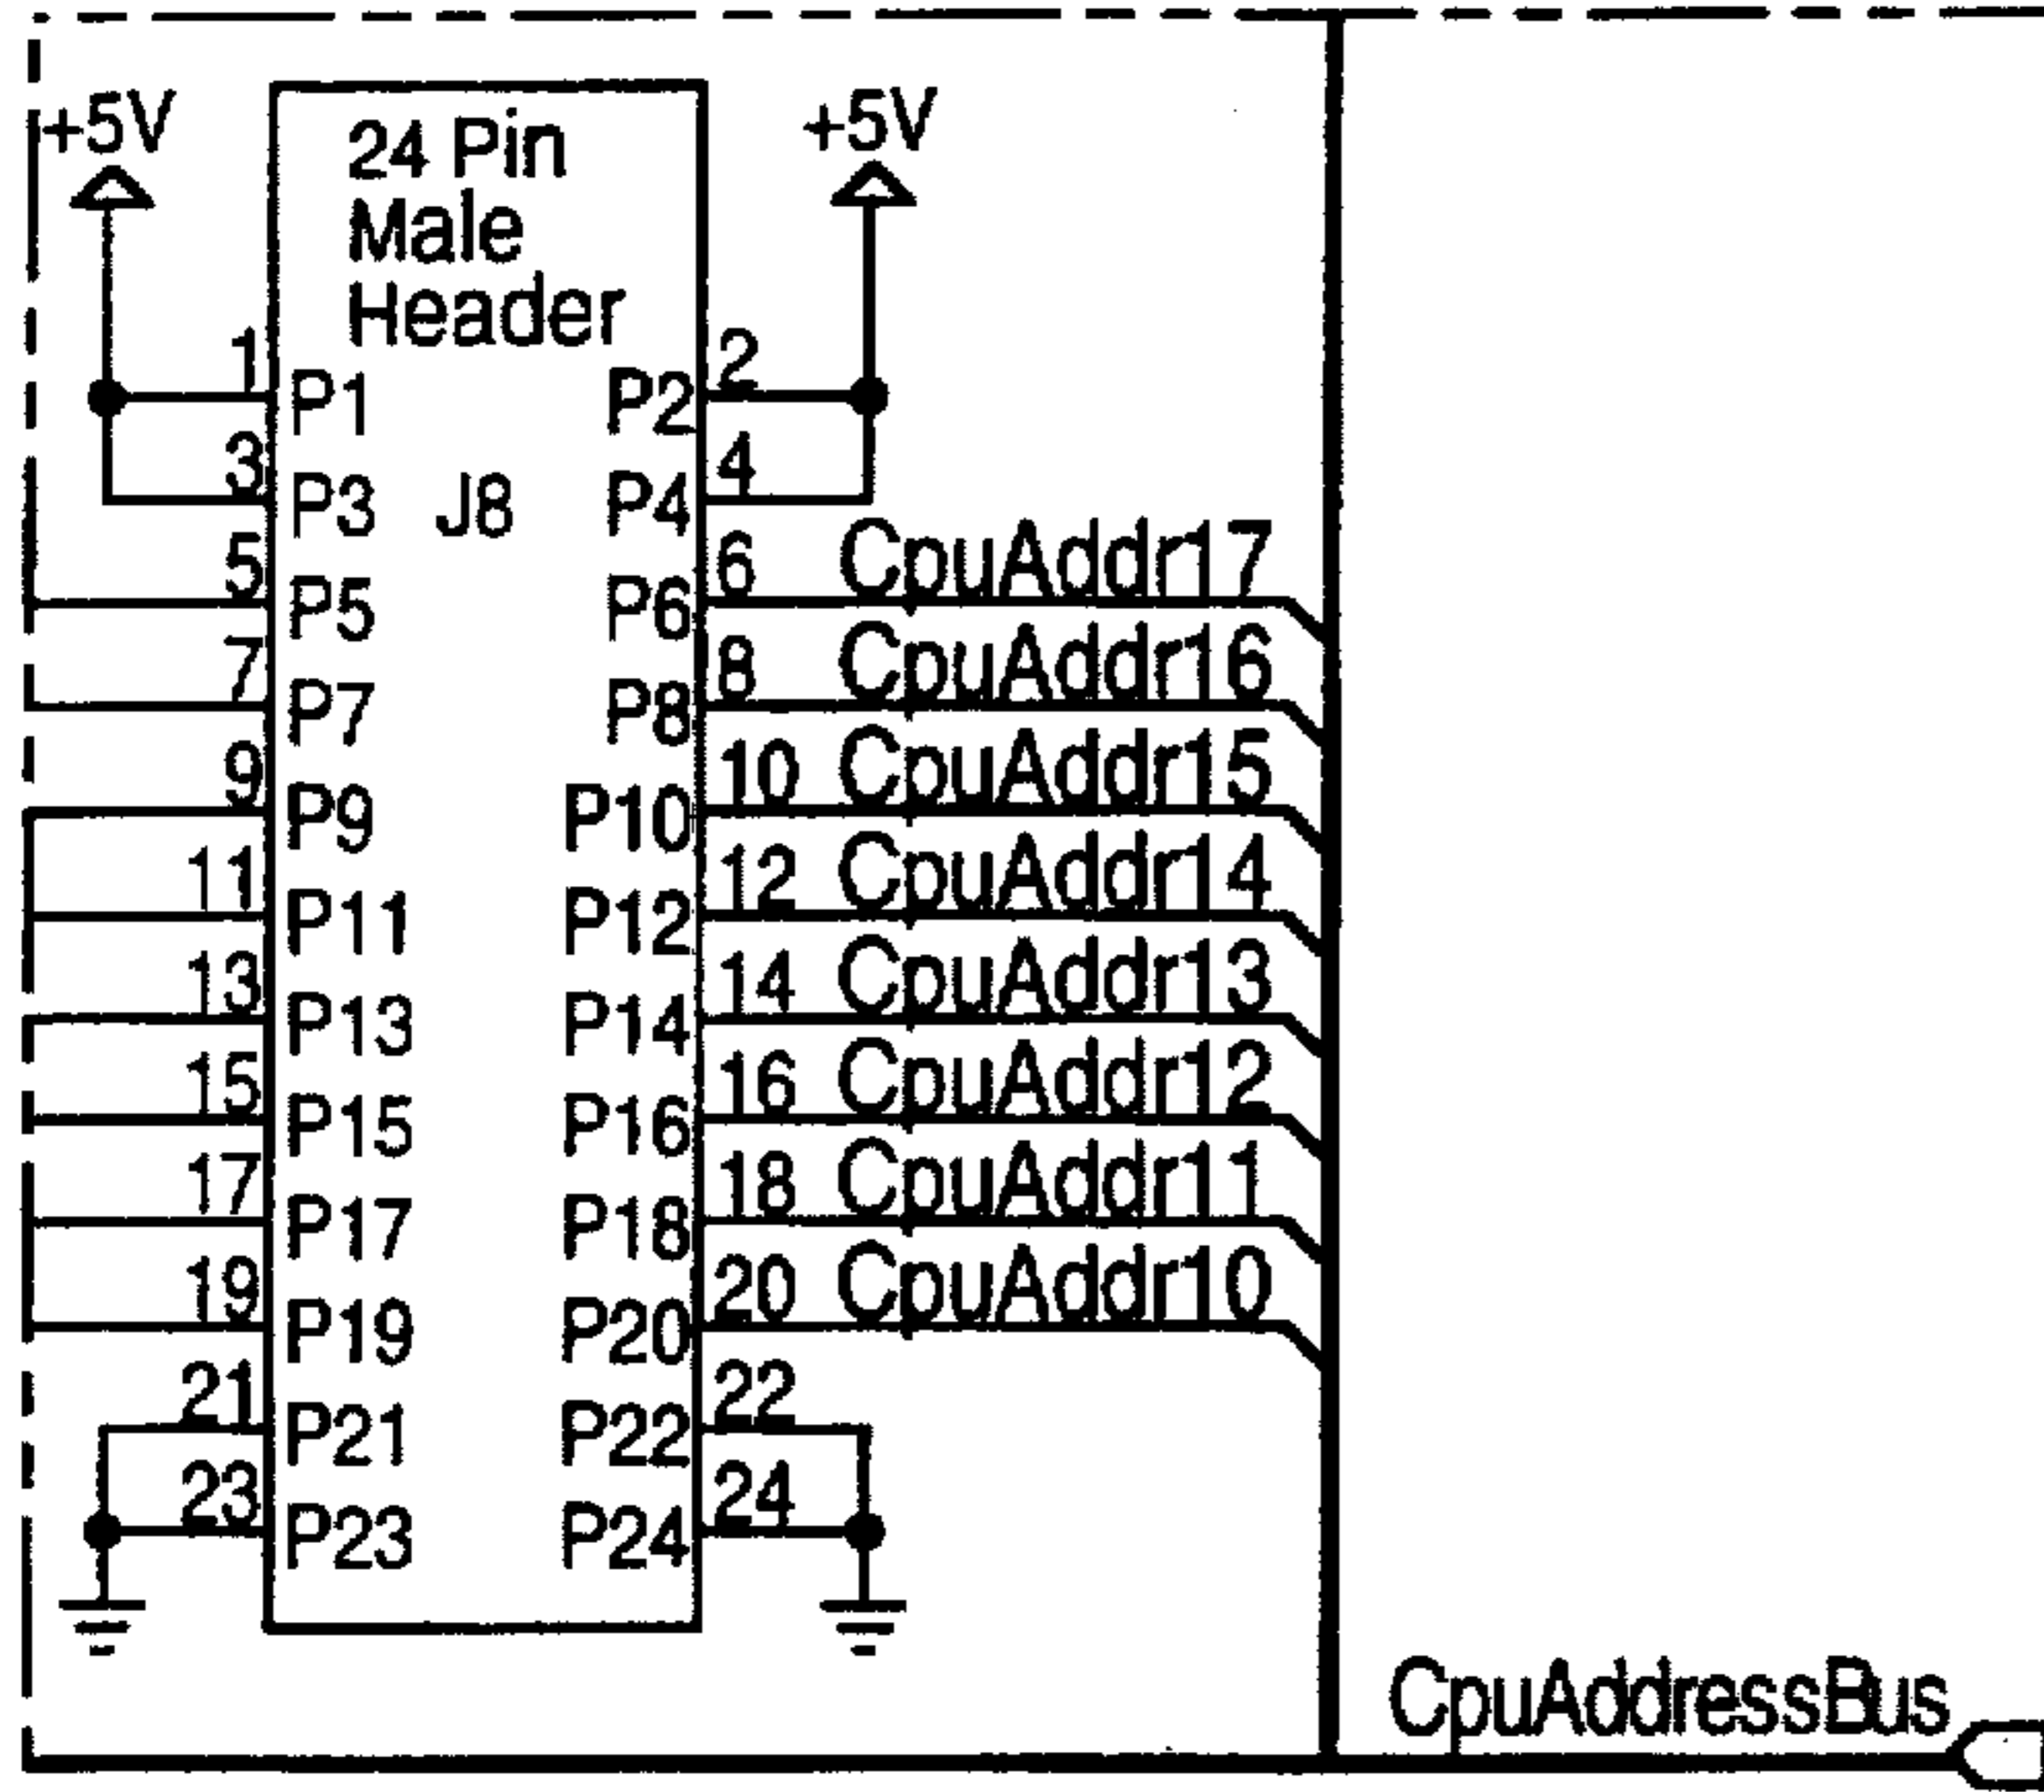 +5V +5V
24 Pin
Male
Header
1 P1 P2 2
3 P3 J8 P4 4
5 P5 P6 6 CpuAddr17
7 P7 P8 8 CpuAddr16
9 P9 P10 10 CpuAddr15
11 P11 P12 12 CpuAddr14
13 P13 P14 14 CpuAddr13
15 P15 P16 16 CpuAddr12
17 P17 P18 18 CpuAddr11
19 P19 P20 20 CpuAddr10
21 P21 P22 22
23 P23 P24 24
CpuAddressBus